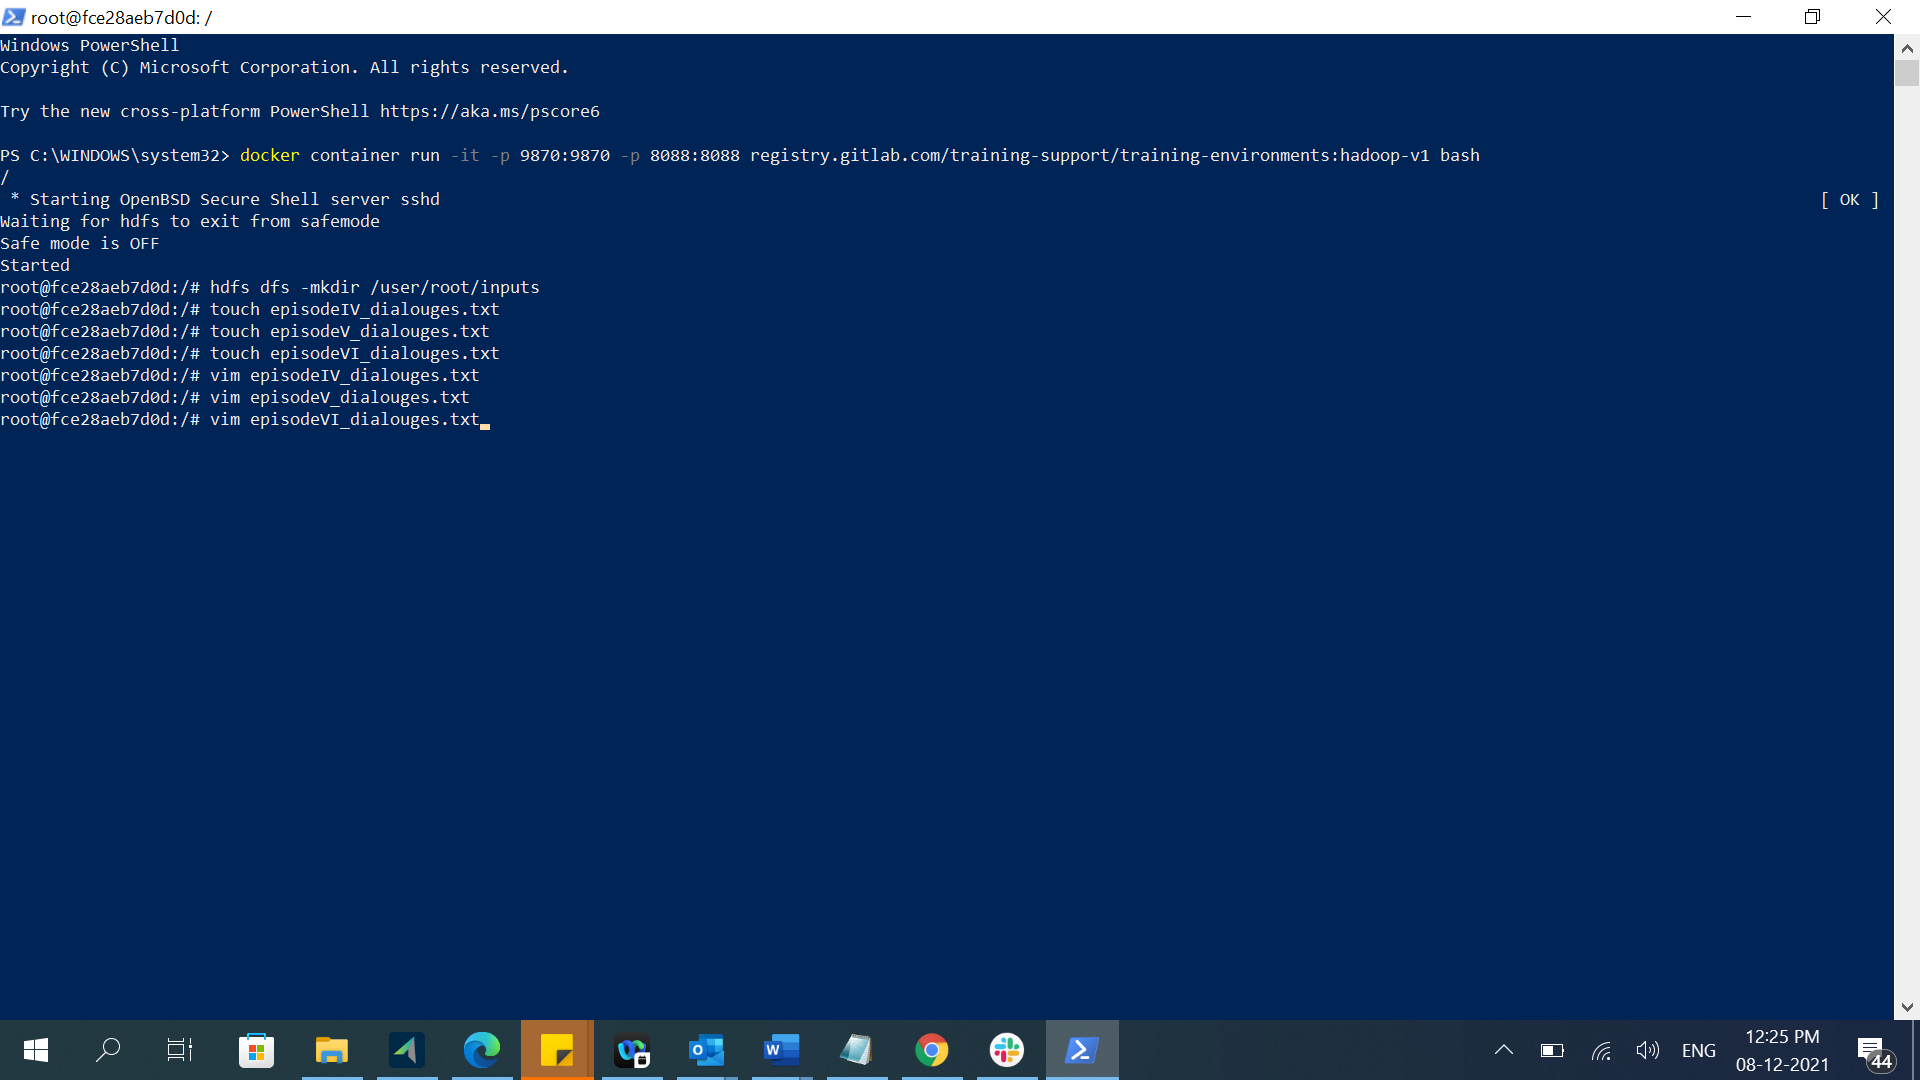 root@fce28aeb7d0d: /
Windows PowerShell
Copyright (C) Microsoft Corporation. All rights reserved.
Try the new cross-platform PowerShell https://aka.ms/pscore6
PS C:\WINDOWS\system32> docker container run -it -p 9870:9870 -p 8088:8088 registry.gitlab.com/training-support/training-environments:hadoop-v1 bash
/
 * Starting OpenBSD Secure Shell server sshd [ OK ]
Waiting for hdfs to exit from safemode
Safe mode is OFF
Started
root@fce28aeb7d0d:/# hdfs dfs -mkdir /user/root/inputs
root@fce28aeb7d0d:/# touch episodeIV_dialouges.txt
root@fce28aeb7d0d:/# touch episodeV_dialouges.txt
root@fce28aeb7d0d:/# touch episodeVI_dialouges.txt
root@fce28aeb7d0d:/# vim episodeIV_dialouges.txt
root@fce28aeb7d0d:/# vim episodeV_dialouges.txt
root@fce28aeb7d0d:/# vim episodeVI_dialouges.txt
ENG
12:25 PM
08-12-2021
44